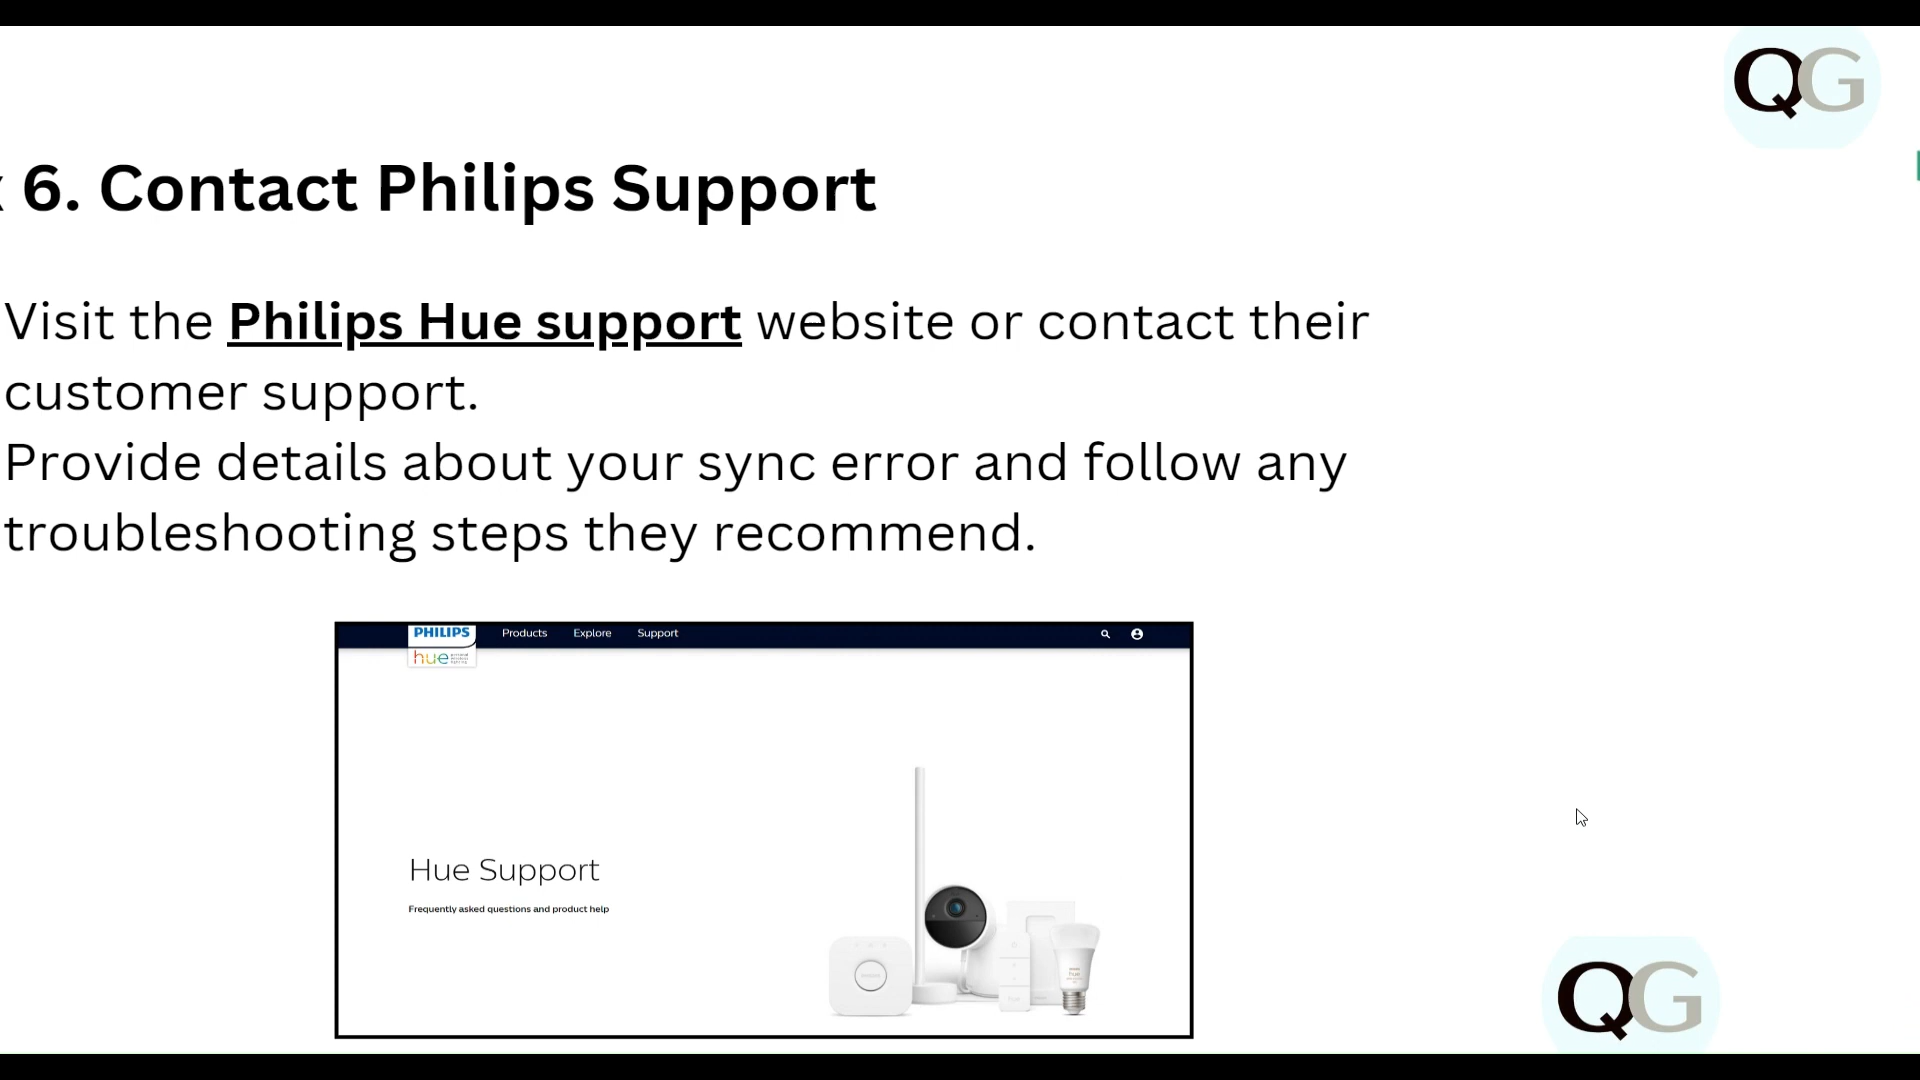 QG
6. Contact Philips Support
Visit the Philips Hue support website or contact their
customer support.
Provide details about your sync error and follow any
troubleshooting steps they recommend.
PHILIPS
Products Explore Support
hue
Hue Support
Frequently asked questions and product help
hue
QG